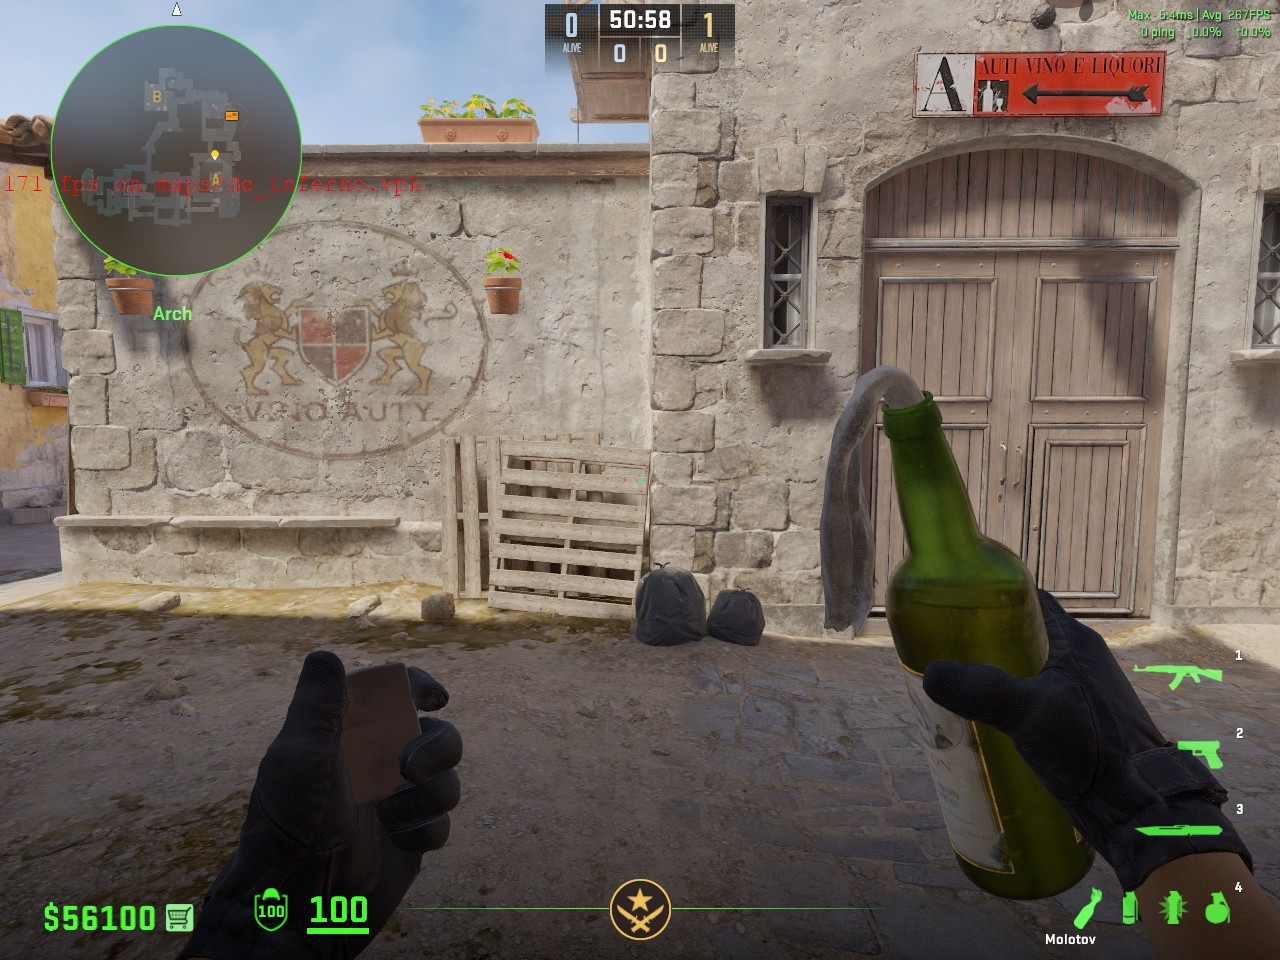 0
ALIVE
50:58
0 0
1
ALIVE
Max 5.4ms | Avg 267FPS
0 ping 0.0% 0.0%
A AUTI VINO E LIQUORI
B
A
171 fps on maps/de_inferno.vpk
Arch
VINO AUTY
1
2
3
4
$56100
100
100
Molotov